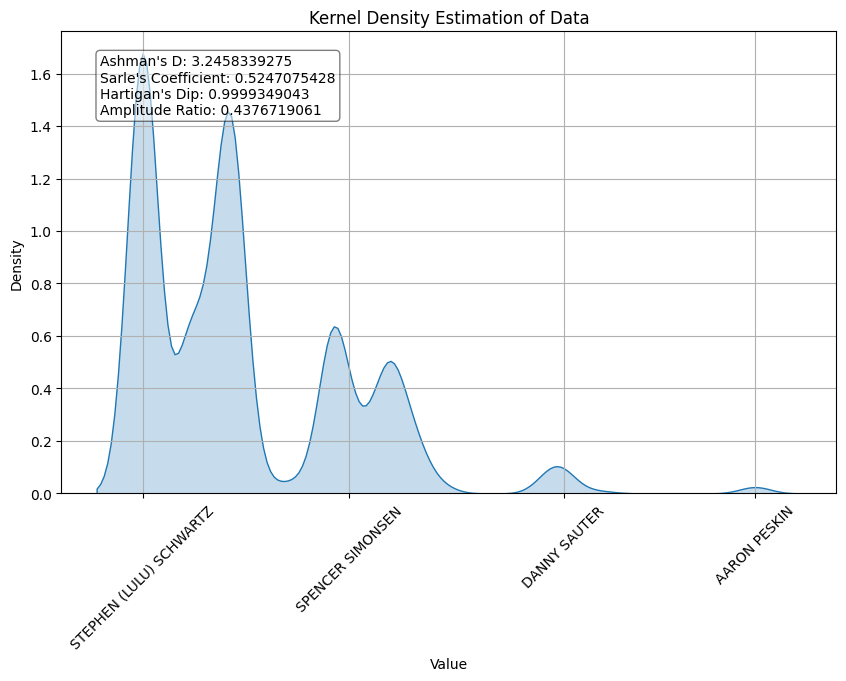 Kernel Density Estimation of Data
Ashman's D: 3.2458339275
Sarle's Coefficient: 0.5247075428
Hartigan's Dip: 0.9999349043
Amplitude Ratio: 0.4376719061
1.6
1.4
1.2
1.0
0.8
0.6
0.4
0.2
0.0
Density
STEPHEN (LULU) SCHWARTZ
SPENCER SIMONSEN
DANNY SAUTER
AARON PESKIN
Value